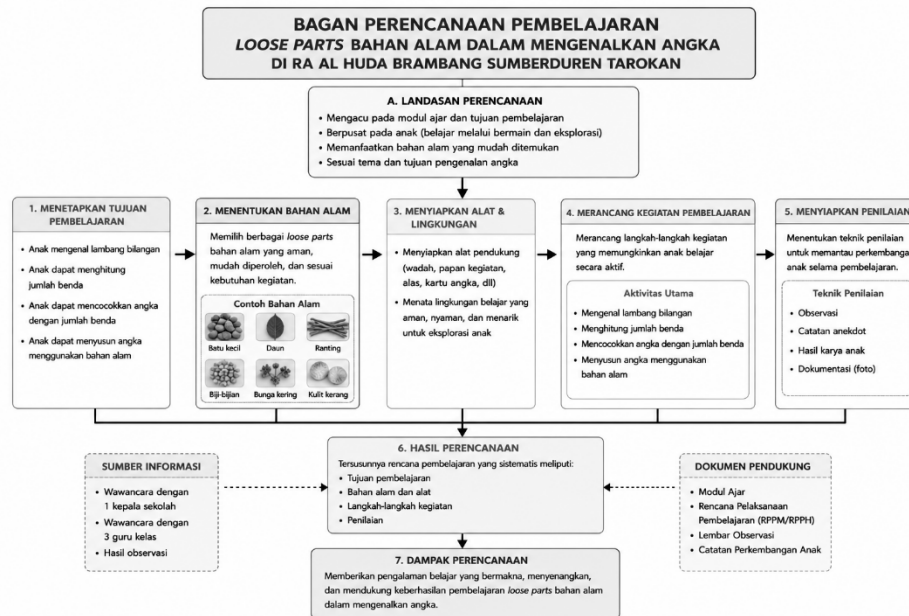 BAGAN PERENCANAAN PEMBELAJARAN
LOOSE PARTS BAHAN ALAM DALAM MENGENALKAN ANGKA
DI RA AL HUDA BRAMBANG SUMBERDUREN TAROKAN
A. LANDASAN PERENCANAAN
• Mengacu pada modul ajar dan tujuan pembelajaran
• Berpusat pada anak (belajar melalui bermain dan eksplorasi)
• Memanfaatkan bahan alam yang mudah ditemukan
• Sesuai tema dan tujuan pengenalan angka
1. MENETAPKAN TUJUAN
PEMBELAJARAN
• Anak mengenal lambang bilangan
• Anak dapat menghitung
jumlah benda
• Anak dapat mencocokkan angka
dengan jumlah benda
• Anak dapat menyusun angka
menggunakan bahan alam
2. MENENTUKAN BAHAN ALAM
Memilih berbagai loose parts
bahan alam yang aman,
mudah diperoleh, dan sesuai
kebutuhan kegiatan.
Contoh Bahan Alam
Batu kecil
Daun
Ranting
Biji-bijian
Bunga kering
Kulit kerang
3. MENYIAPKAN ALAT &
LINGKUNGAN
• Menyiapkan alat pendukung
(wadah, papan kegiatan,
alas, kartu angka, dll)
• Menata lingkungan belajar yang
aman, nyaman, dan menarik
untuk eksplorasi anak
4. MERANCANG KEGIATAN PEMBELAJARAN
Merancang langkah-langkah kegiatan
yang memungkinkan anak belajar
secara aktif.
Aktivitas Utama
• Mengenal lambang bilangan
• Menghitung jumlah benda
• Mencocokkan angka dengan jumlah benda
• Menyusun angka menggunakan
bahan alam
5. MENYIAPKAN PENILAIAN
Menentukan teknik penilaian
untuk memantau perkembangan
anak selama pembelajaran.
Teknik Penilaian
• Observasi
• Catatan anekdot
• Hasil karya anak
• Dokumentasi (foto)
SUMBER INFORMASI
• Wawancara dengan
1 kepala sekolah
• Wawancara dengan
3 guru kelas
• Hasil observasi
6. HASIL PERENCANAAN
Tersusunnya rencana pembelajaran yang sistematis meliputi:
• Tujuan pembelajaran
• Bahan alam dan alat
• Langkah-langkah kegiatan
• Penilaian
DOKUMEN PENDUKUNG
• Modul Ajar
• Rencana Pelaksanaan
Pembelajaran (RPPM/RPPH)
• Lembar Observasi
• Catatan Perkembangan Anak
7. DAMPAK PERENCANAAN
Memberikan pengalaman belajar yang bermakna, menyenangkan,
dan mendukung keberhasilan pembelajaran loose parts bahan alam
dalam mengenalkan angka.